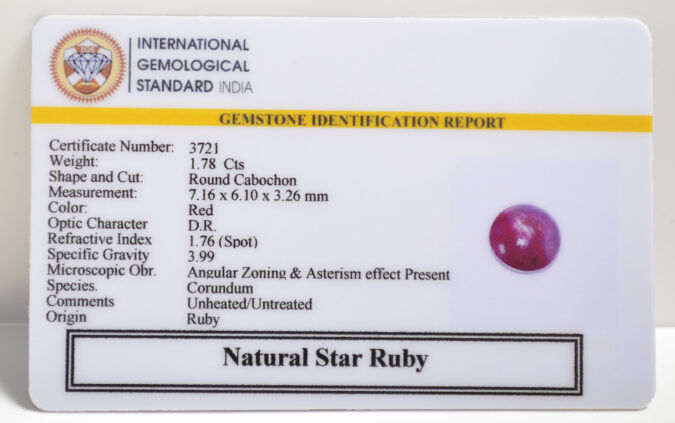 INTERNATIONAL
GEMOLOGICAL
STANDARD INDIA
GEMSTONE IDENTIFICATION REPORT
Certificate Number: 3721
Weight: 1.78 Cts
Shape and Cut: Round Cabochon
Measurement: 7.16 x 6.10 x 3.26 mm
Color: Red
Optic Character D.R.
Refractive Index 1.76 (Spot)
Specific Gravity 3.99
Microscopic Obr. Angular Zoning & Asterism effect Present
Species. Corundum
Comments Unheated/Untreated
Origin Ruby
Natural Star Ruby